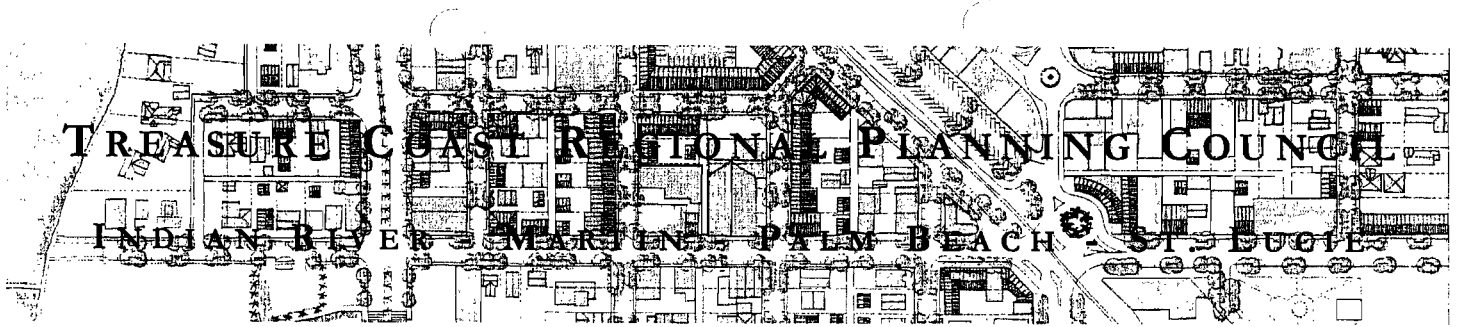 TREASURE COAST REGIONAL PLANNING COUNCIL
INDIAN RIVER - MARTIN - PALM BEACH - ST. LUCIE